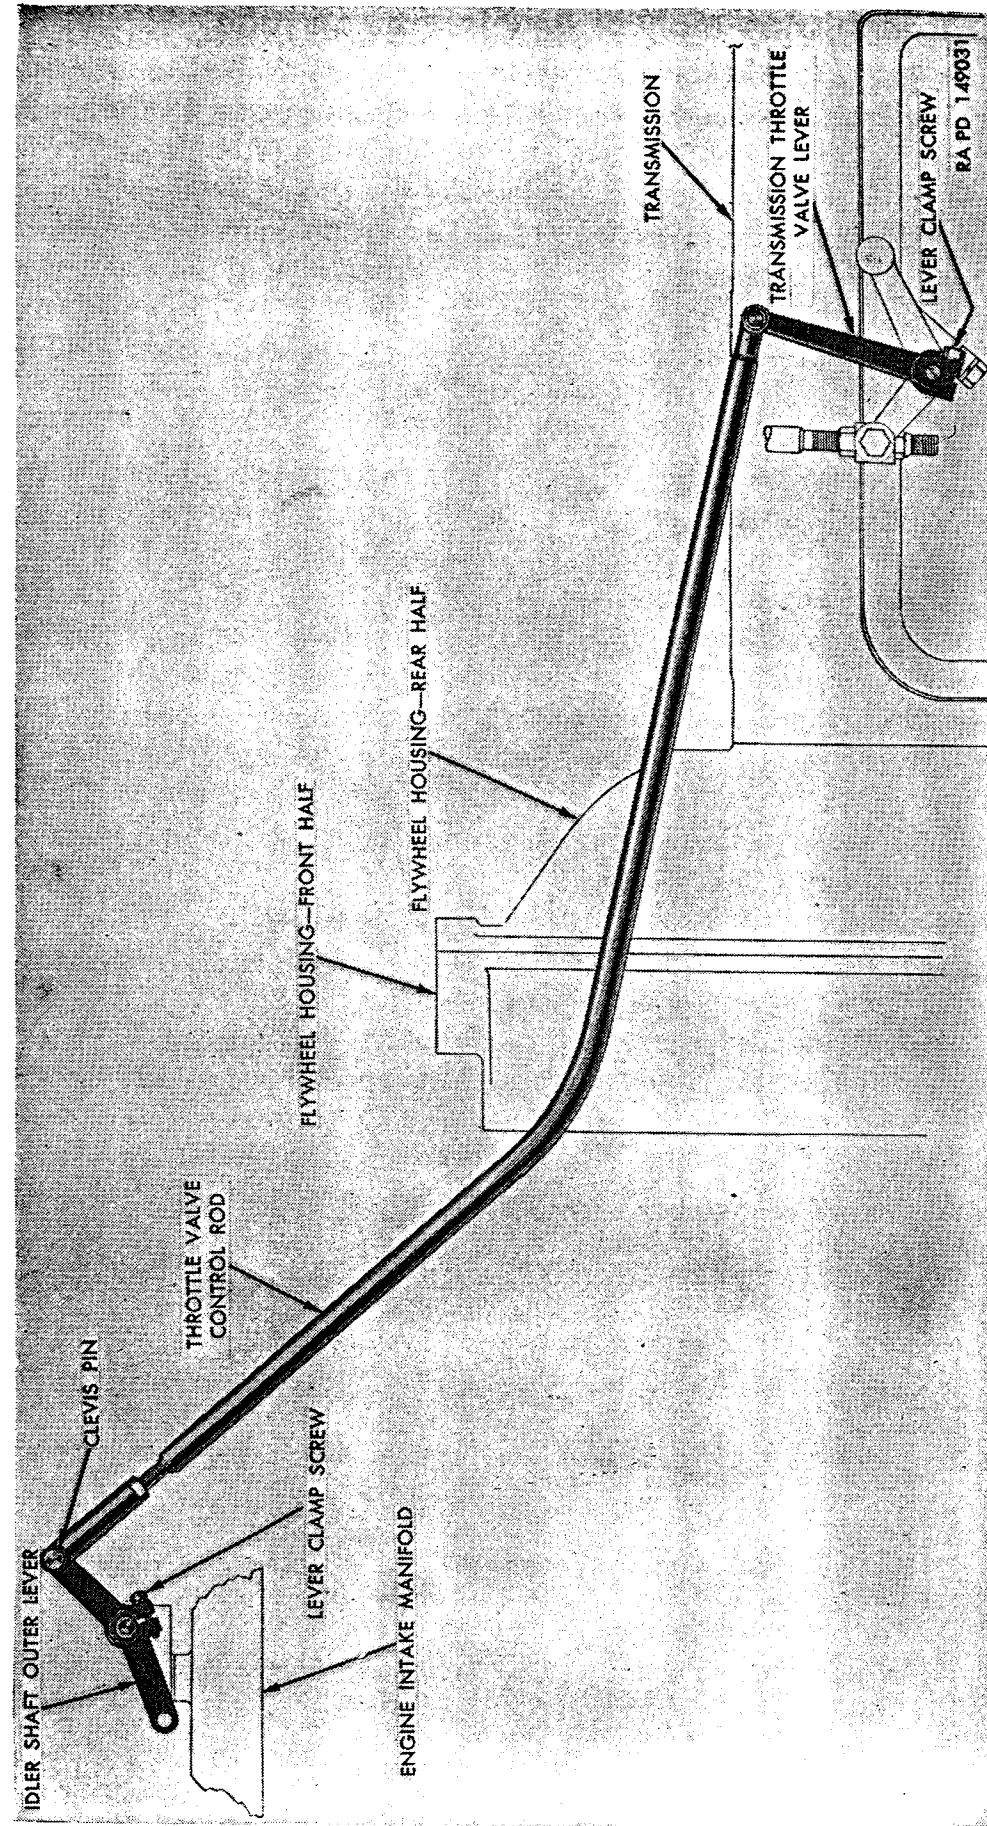 IDLER SHAFT OUTER LEVER
CLEVIS PIN
THROTTLE VALVE
CONTROL ROD
LEVER CLAMP SCREW
ENGINE INTAKE MANIFOLD
FLYWHEEL HOUSING—FRONT HALF
FLYWHEEL HOUSING—REAR HALF
TRANSMISSION
TRANSMISSION THROTTLE
VALVE LEVER
LEVER CLAMP SCREW
RA PD 149031